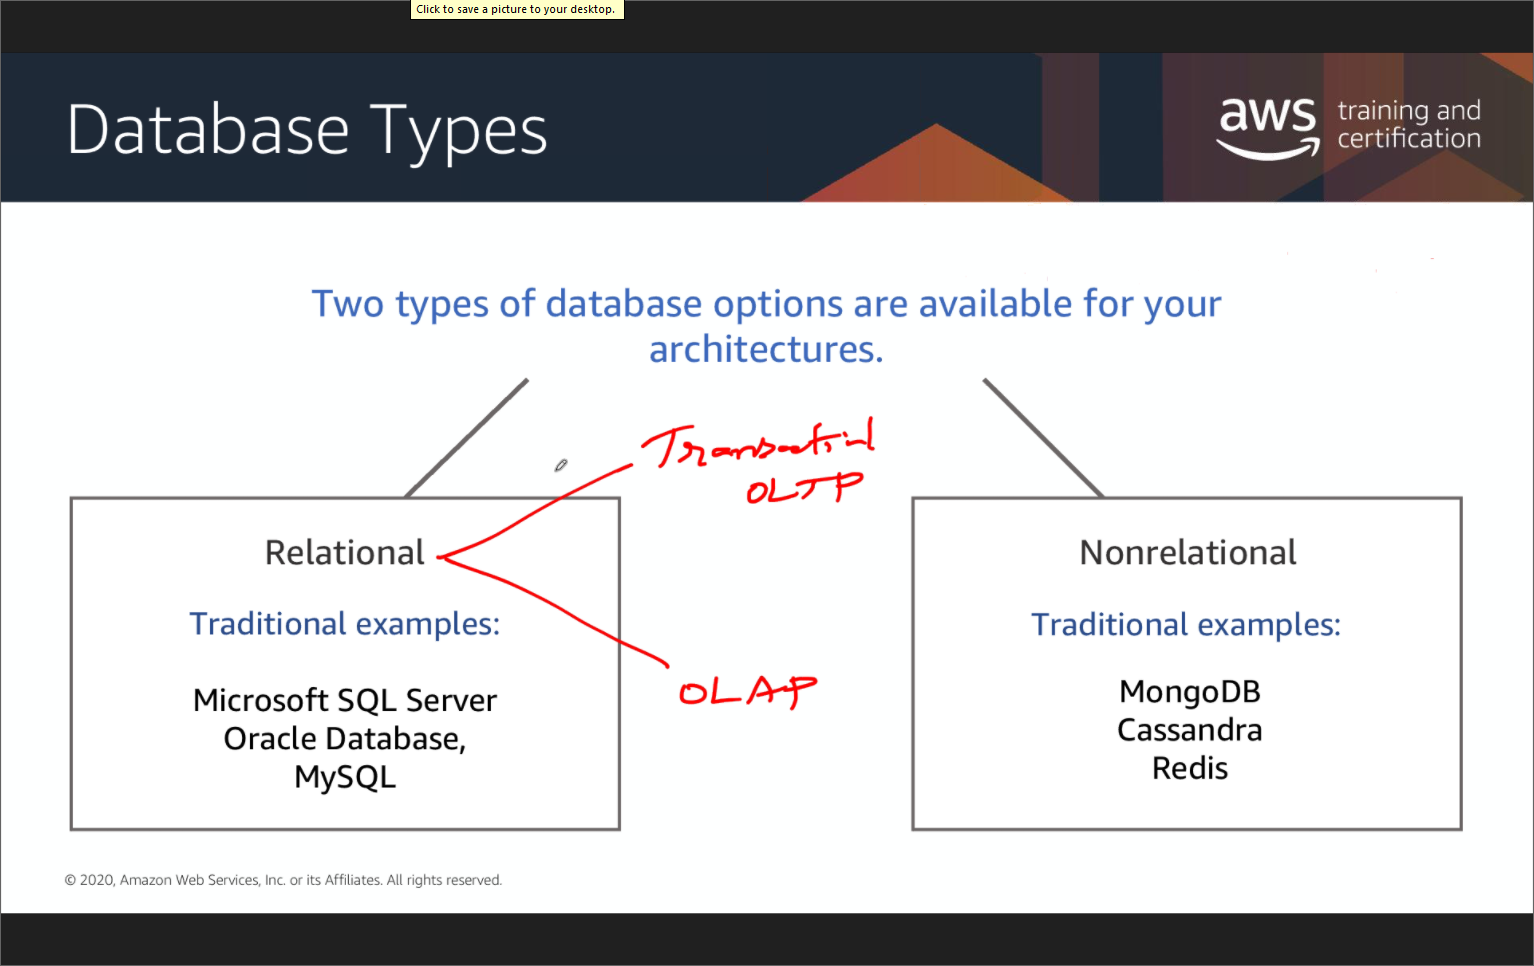 Click to save a picture to your desktop.
Database Types
aws training and
certification
Two types of database options are available for your
architectures.
OLTP
Relational
Traditional examples:
Microsoft SQL Server
Oracle Database,
MySQL
OLAP
Nonrelational
Traditional examples:
MongoDB
Cassandra
Redis
© 2020, Amazon Web Services, Inc. or its Affiliates. All rights reserved.